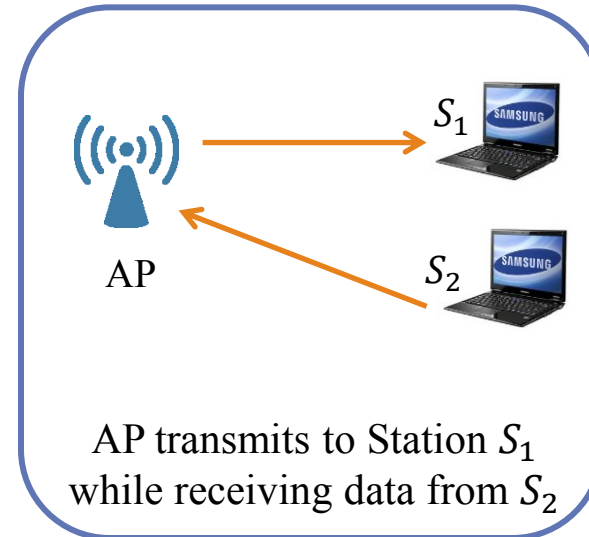 S₁
SAMSUNG
AP
S₂
SAMSUNG
AP transmits to Station S₁
while receiving data from S₂